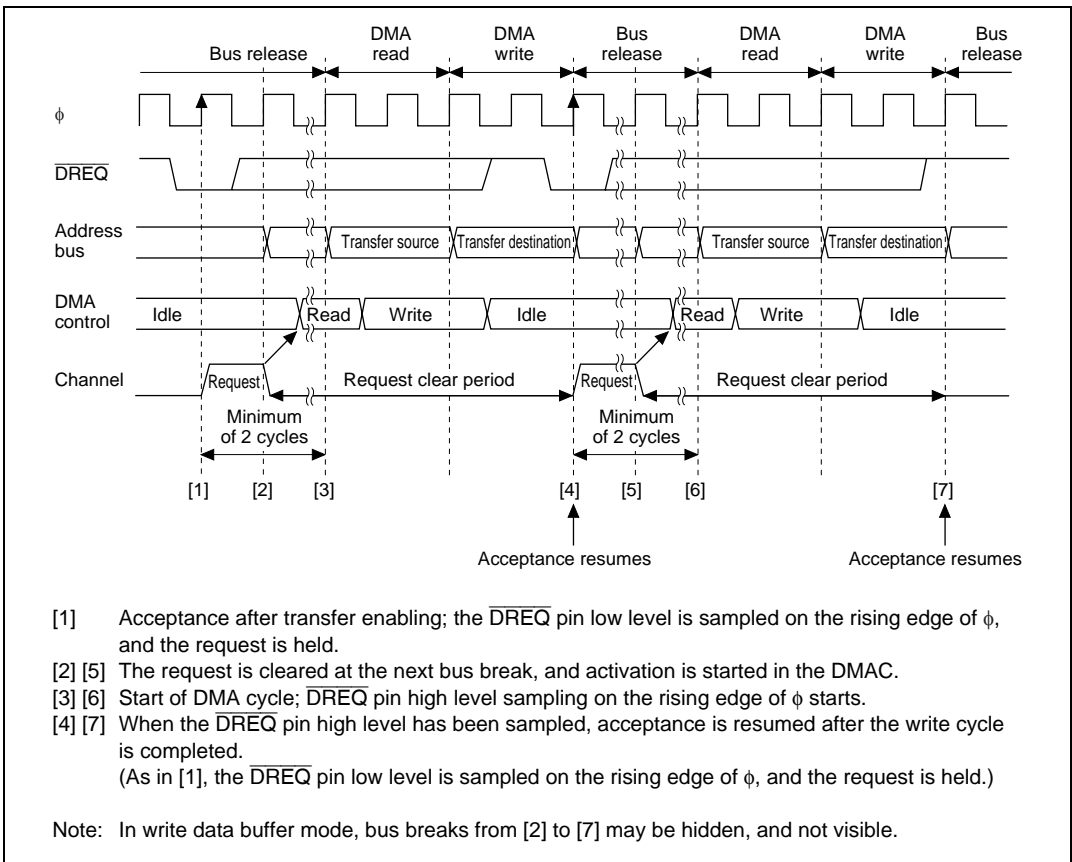 Bus release
DMA
read
DMA
write
Bus
release
DMA
read
DMA
write
Bus
release
φ
DREQ
Address
bus
Transfer source
Transfer destination
Transfer source
Transfer destination
DMA
control
Idle
Read
Write
Idle
Read
Write
Idle
Channel
Request
Request clear period
Request
Request clear period
Minimum
of 2 cycles
Minimum
of 2 cycles
[1]
[2]
[3]
[4]
[5]
[6]
[7]
Acceptance resumes
Acceptance resumes
[1] Acceptance after transfer enabling; the DREQ pin low level is sampled on the rising edge of φ,
and the request is held.
[2] [5] The request is cleared at the next bus break, and activation is started in the DMAC.
[3] [6] Start of DMA cycle; DREQ pin high level sampling on the rising edge of φ starts.
[4] [7] When the DREQ pin high level has been sampled, acceptance is resumed after the write cycle
is completed.
(As in [1], the DREQ pin low level is sampled on the rising edge of φ, and the request is held.)
Note: In write data buffer mode, bus breaks from [2] to [7] may be hidden, and not visible.